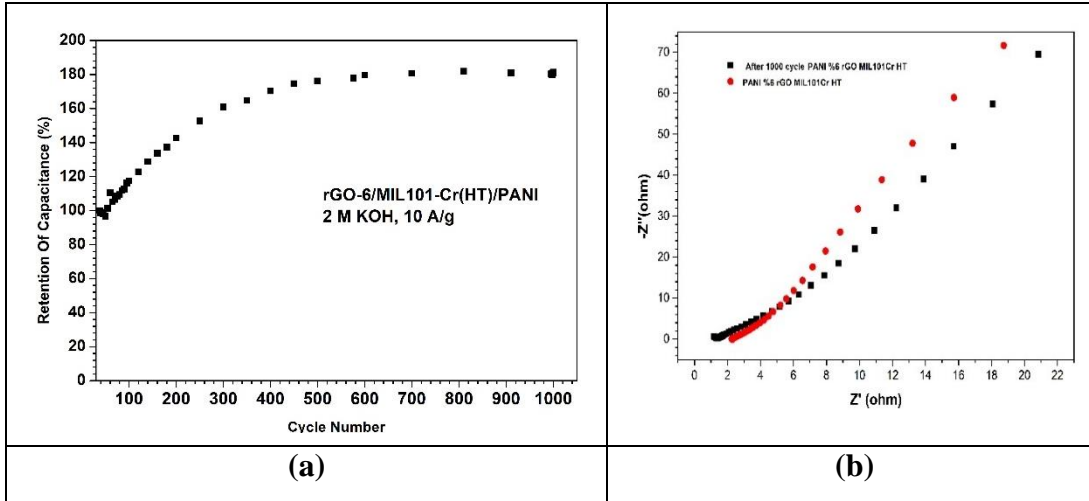 200
180
160
140
120
100
80
60
40
20
0
Retention Of Capacitance (%)
rGO-6/MIL101-Cr(HT)/PANI
2 M KOH, 10 A/g
100 200 300 400 500 600 700 800 900 1000
Cycle Number
(a)
70
60
50
40
30
20
10
0
-Z''(ohm)
After 1000 cycle PANI %6 rGO MIL101Cr HT
PANI %6 rGO MIL101Cr HT
0 2 4 6 8 10 12 14 16 18 20 22
Z' (ohm)
(b)